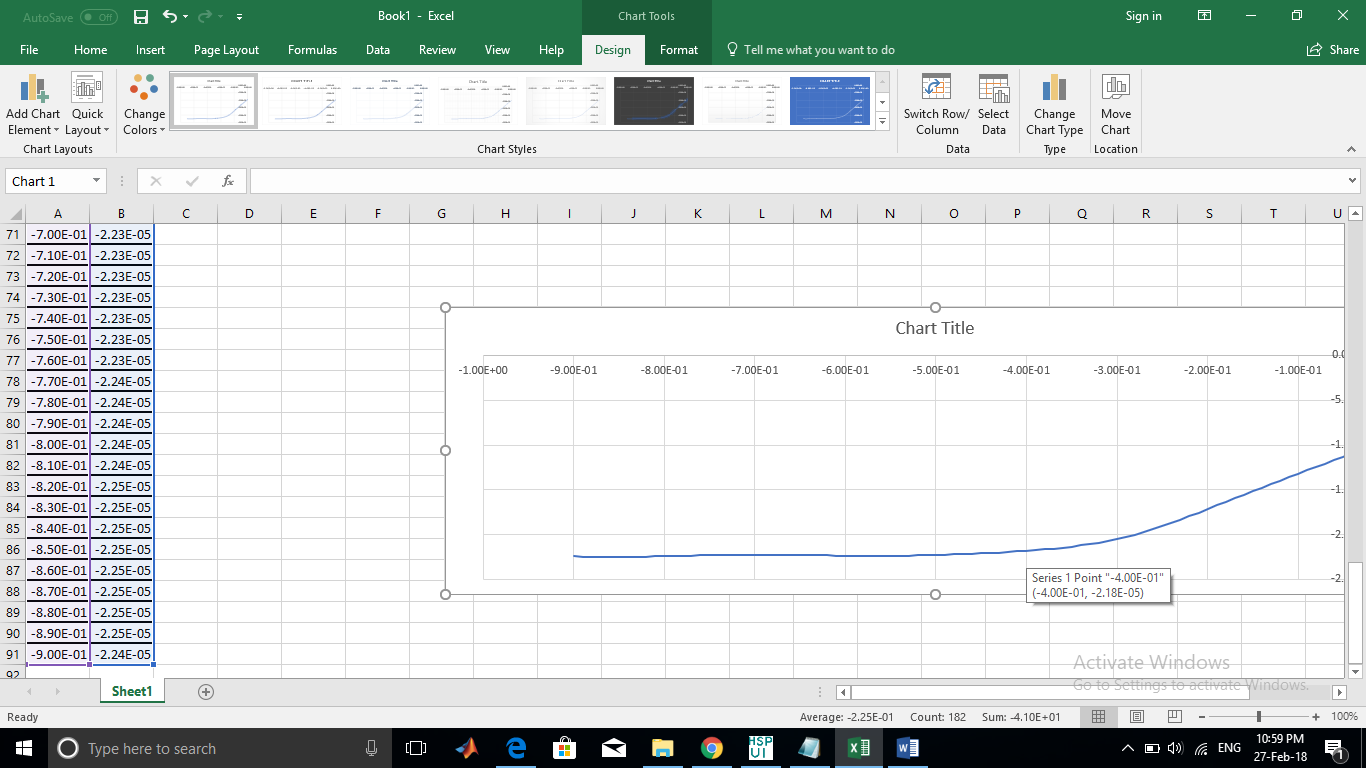 AutoSave Off Book1 - Excel Chart Tools Sign in
File Home Insert Page Layout Formulas Data Review View Help Design Format Tell me what you want to do Share
Add Chart Element Quick Layout Change Colors Switch Row/ Column Select Data Change Chart Type Move Chart
Chart Layouts Chart Styles Data Type Location
Chart 1 fx
A B C D E F G H I J K L M N O P Q R S T U
71 -7.00E-01 -2.23E-05
72 -7.10E-01 -2.23E-05
73 -7.20E-01 -2.23E-05
74 -7.30E-01 -2.23E-05
75 -7.40E-01 -2.23E-05
76 -7.50E-01 -2.23E-05
77 -7.60E-01 -2.23E-05
78 -7.70E-01 -2.24E-05
79 -7.80E-01 -2.24E-05
80 -7.90E-01 -2.24E-05
81 -8.00E-01 -2.24E-05
82 -8.10E-01 -2.24E-05
83 -8.20E-01 -2.25E-05
84 -8.30E-01 -2.25E-05
85 -8.40E-01 -2.25E-05
86 -8.50E-01 -2.25E-05
87 -8.60E-01 -2.25E-05
88 -8.70E-01 -2.25E-05
89 -8.80E-01 -2.25E-05
90 -8.90E-01 -2.25E-05
91 -9.00E-01 -2.24E-05
92
Chart Title
0.0
-1.00E+00 -9.00E-01 -8.00E-01 -7.00E-01 -6.00E-01 -5.00E-01 -4.00E-01 -3.00E-01 -2.00E-01 -1.00E-01
-5.
-1.
-1.
-2.
-2.
Series 1 Point "-4.00E-01"
(-4.00E-01, -2.18E-05)
Activate Windows
Go to Settings to activate Windows.
Sheet1
Ready Average: -2.25E-01 Count: 182 Sum: -4.10E+01 100%
Type here to search HSP UI ENG 10:59 PM
27-Feb-18 1